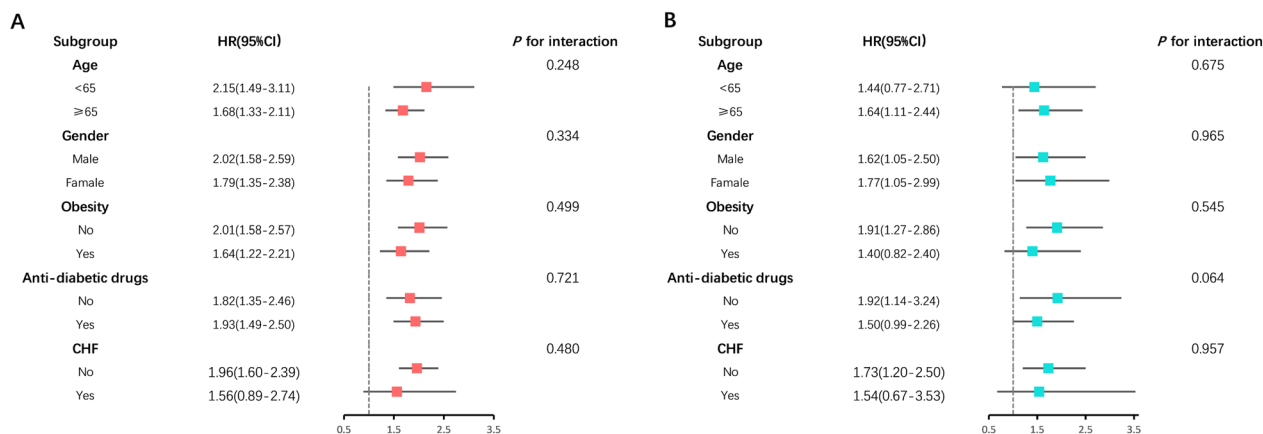 A
Subgroup HR(95%CI) P for interaction
Age 0.248
<65 2.15(1.49-3.11)
≥65 1.68(1.33-2.11)
Gender 0.334
Male 2.02(1.58-2.59)
Famale 1.79(1.35-2.38)
Obesity 0.499
No 2.01(1.58-2.57)
Yes 1.64(1.22-2.21)
Anti-diabetic drugs 0.721
No 1.82(1.35-2.46)
Yes 1.93(1.49-2.50)
CHF 0.480
No 1.96(1.60-2.39)
Yes 1.56(0.89-2.74)
0.5 1.5 2.5 3.5
B
Subgroup HR(95%CI) P for interaction
Age 0.675
<65 1.44(0.77-2.71)
≥65 1.64(1.11-2.44)
Gender 0.965
Male 1.62(1.05-2.50)
Famale 1.77(1.05-2.99)
Obesity 0.545
No 1.91(1.27-2.86)
Yes 1.40(0.82-2.40)
Anti-diabetic drugs 0.064
No 1.92(1.14-3.24)
Yes 1.50(0.99-2.26)
CHF 0.957
No 1.73(1.20-2.50)
Yes 1.54(0.67-3.53)
0.5 1.5 2.5 3.5